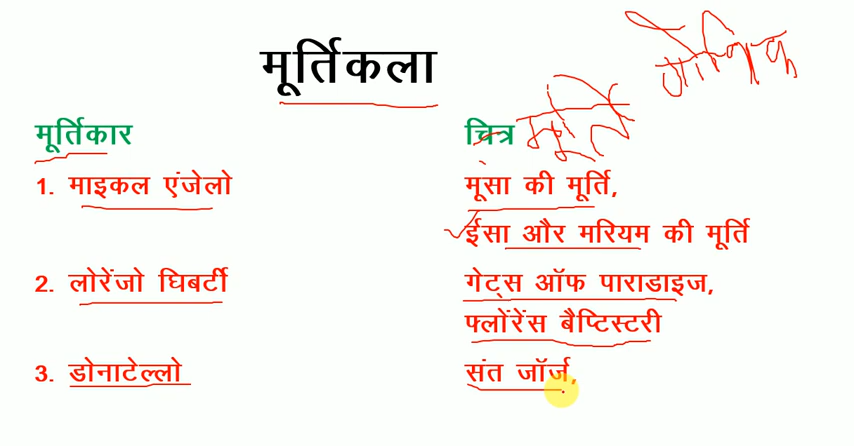 मूर्तिकला
मूर्तिकार चित्र मूर्ति
1. माइकल एंजेलो मूसा की मूर्ति,
ईसा और मरियम की मूर्ति
2. लोरेंजो घिबर्टी गेट्स ऑफ पाराडाइज,
फ्लोंरेंस बैप्टिस्टरी
3. डोनाटेल्लो संत जॉर्ज,